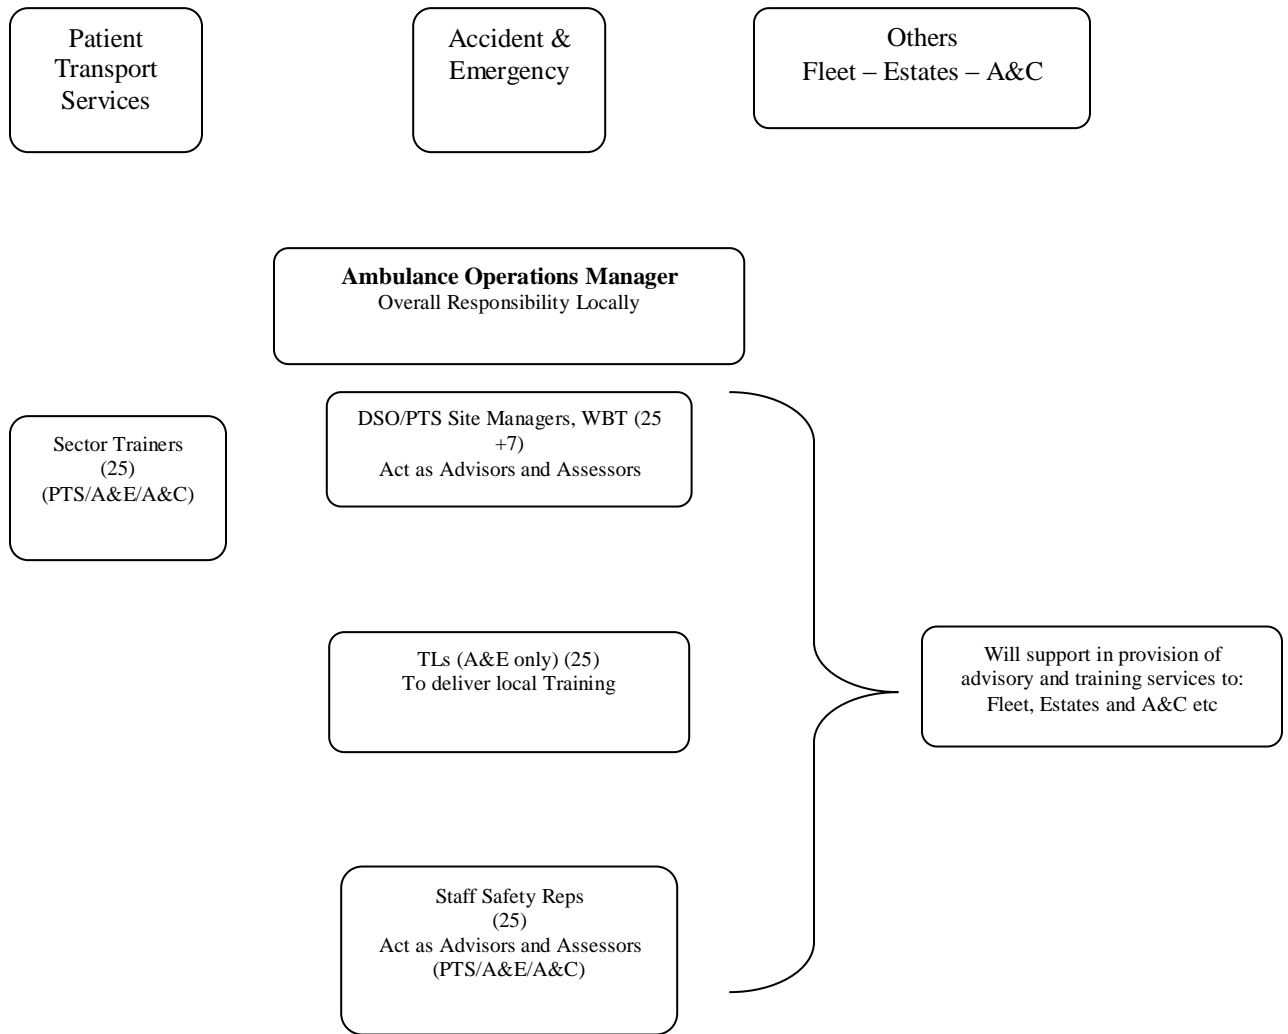 Patient
Transport
Services
Accident &
Emergency
Others
Fleet – Estates – A&C
Ambulance Operations Manager
Overall Responsibility Locally
Sector Trainers
(25)
(PTS/A&E/A&C)
DSO/PTS Site Managers, WBT (25
+7)
Act as Advisors and Assessors
TLs (A&E only) (25)
To deliver local Training
Will support in provision of
advisory and training services to:
Fleet, Estates and A&C etc
Staff Safety Reps
(25)
Act as Advisors and Assessors
(PTS/A&E/A&C)